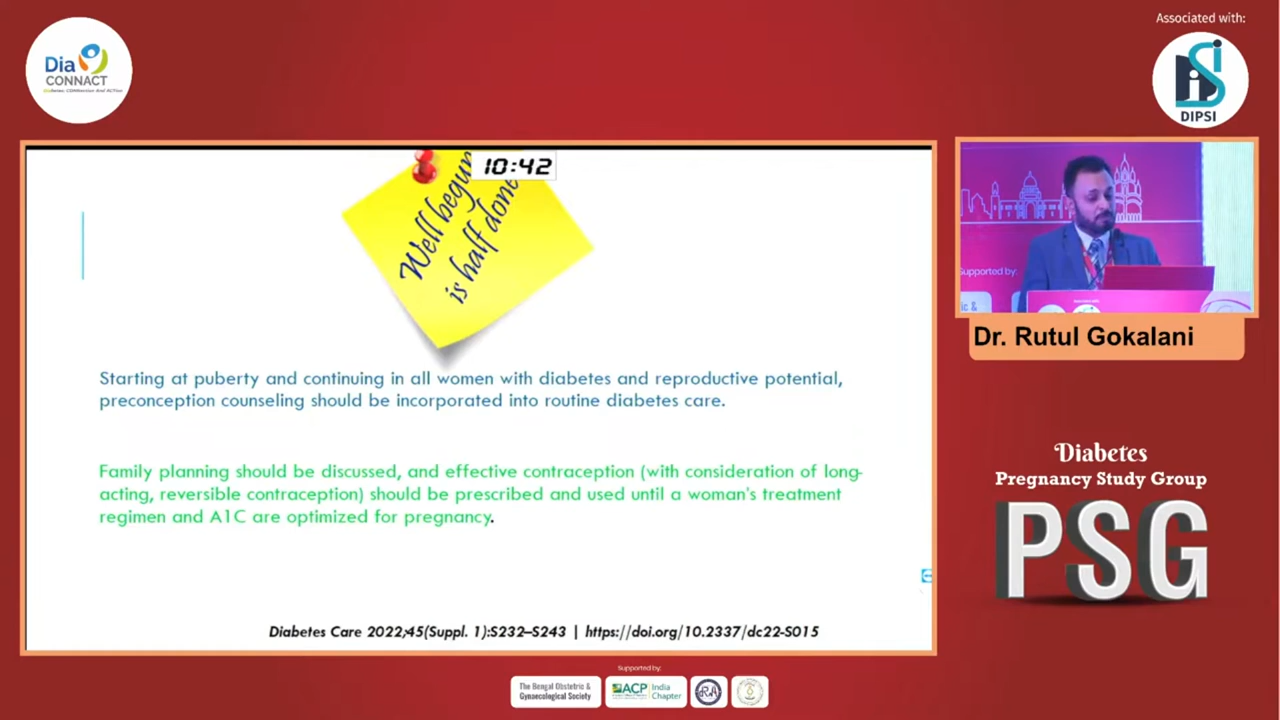 Associated with:
Dia
CONNACT
DIPSI
10:42
Well begun
is half done
Supported by:
Starting at puberty and continuing in all women with diabetes and reproductive potential,
preconception counseling should be incorporated into routine diabetes care.
Family planning should be discussed, and effective contraception (with consideration of long-
acting, reversible contraception) should be prescribed and used until a woman's treatment
regimen and A1C are optimized for pregnancy.
Diabetes Care 2022;45(Suppl. 1):S232–S243 | https://doi.org/10.2337/dc22-S015
Dr. Rutul Gokalani
Diabetes
Pregnancy Study Group
PSG
Supported by:
The Bengal Obstetric &
Gynaecological Society
ACP
India
Chapter